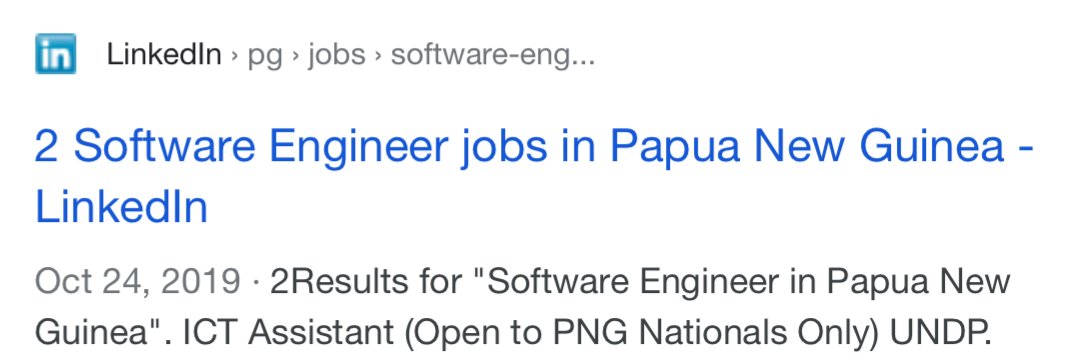 in LinkedIn › pg › jobs › software-eng...
2 Software Engineer jobs in Papua New Guinea -
LinkedIn
Oct 24, 2019 · 2Results for "Software Engineer in Papua New
Guinea". ICT Assistant (Open to PNG Nationals Only) UNDP.